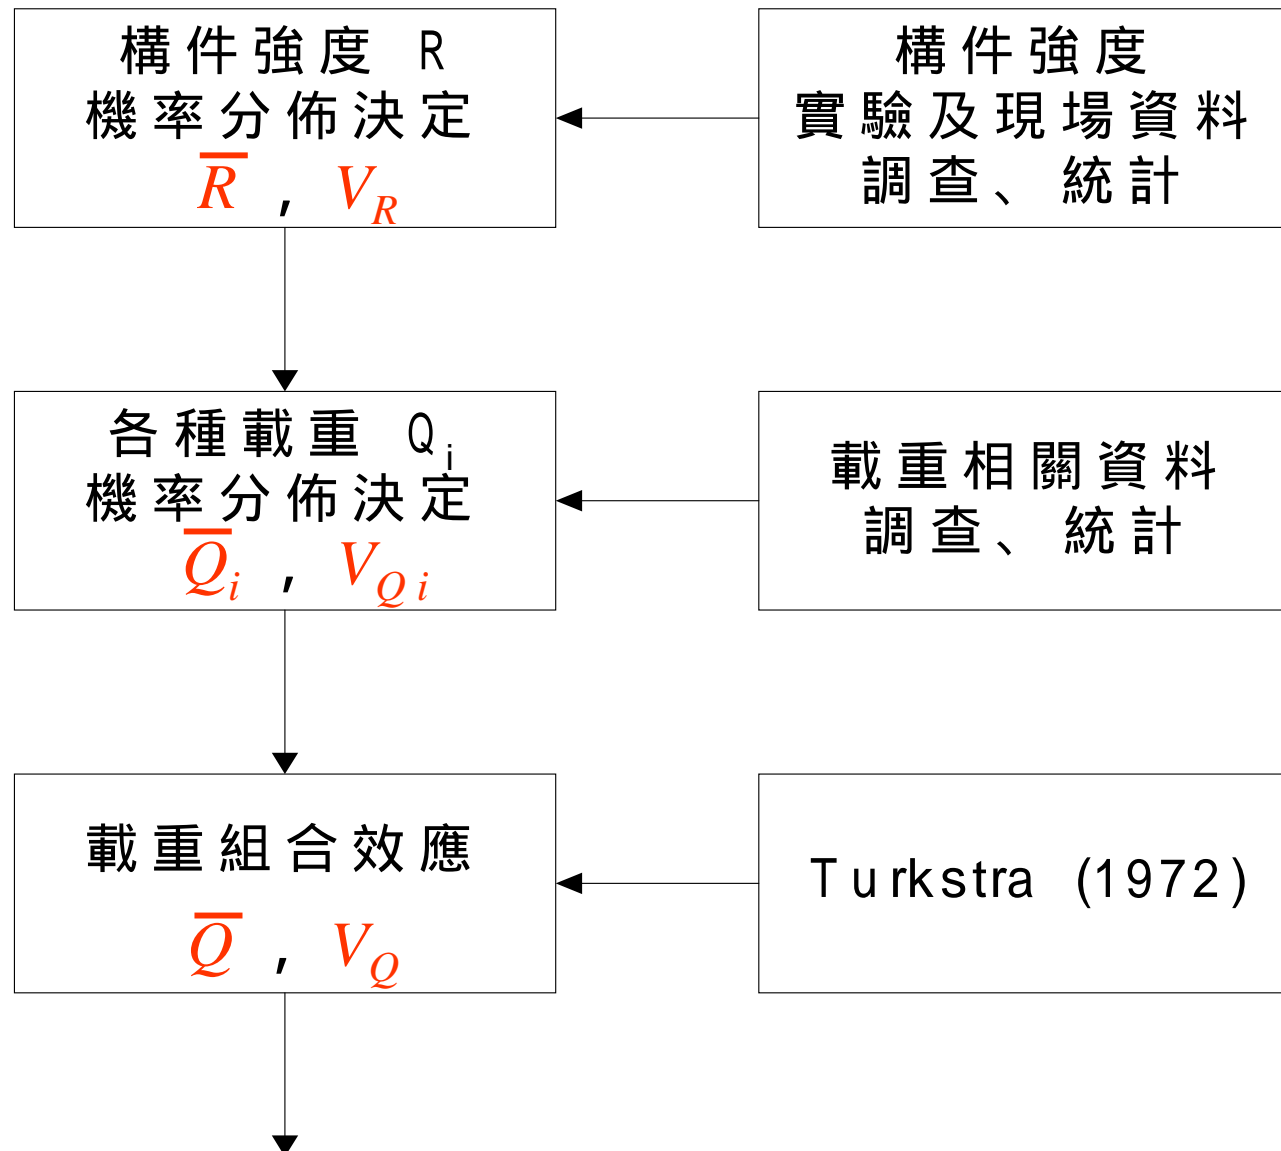 構件強度 R
機率分佈決定
R̅ , V_R
構件強度
實驗及現場資料
調查、統計
各種載重 Q_i
機率分佈決定
Q̅_i , V_Qi
載重相關資料
調查、統計
載重組合效應
Q̅ , V_Q
Turkstra (1972)